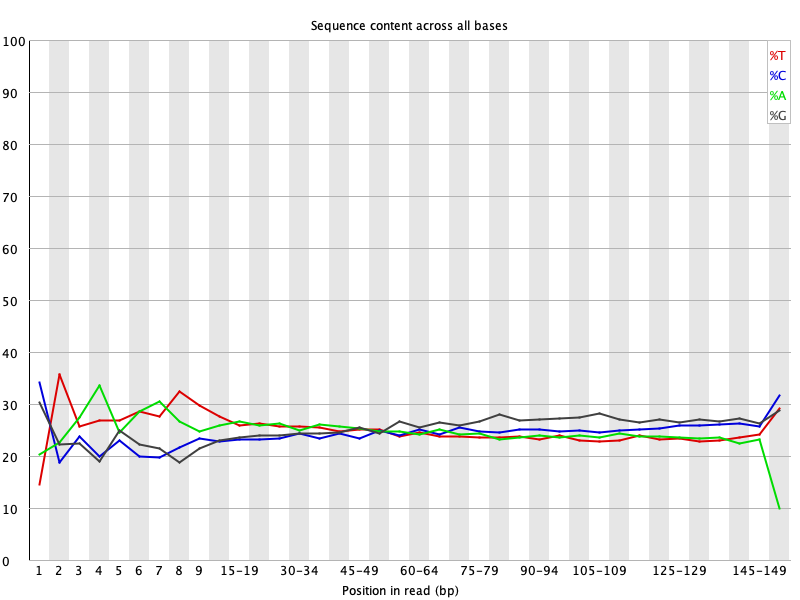 Sequence content across all bases
100
90
80
70
60
50
40
30
20
10
0
%T
%C
%A
%G
1 2 3 4 5 6 7 8 9 15-19 30-34 45-49 60-64 75-79 90-94 105-109 125-129 145-149
Position in read (bp)